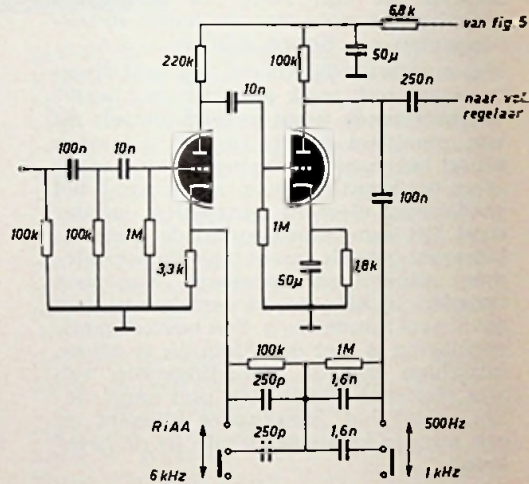 6,8k
van fig. 5
220k
100k
50µ
250n
10n
naar vol.
regelaar
100n
10n
100n
100k
100k
1M
3,3k
1M
50µ
1,8k
100k
1M
250p
1,6n
RiAA
250p
1,6n
500Hz
6kHz
1kHz